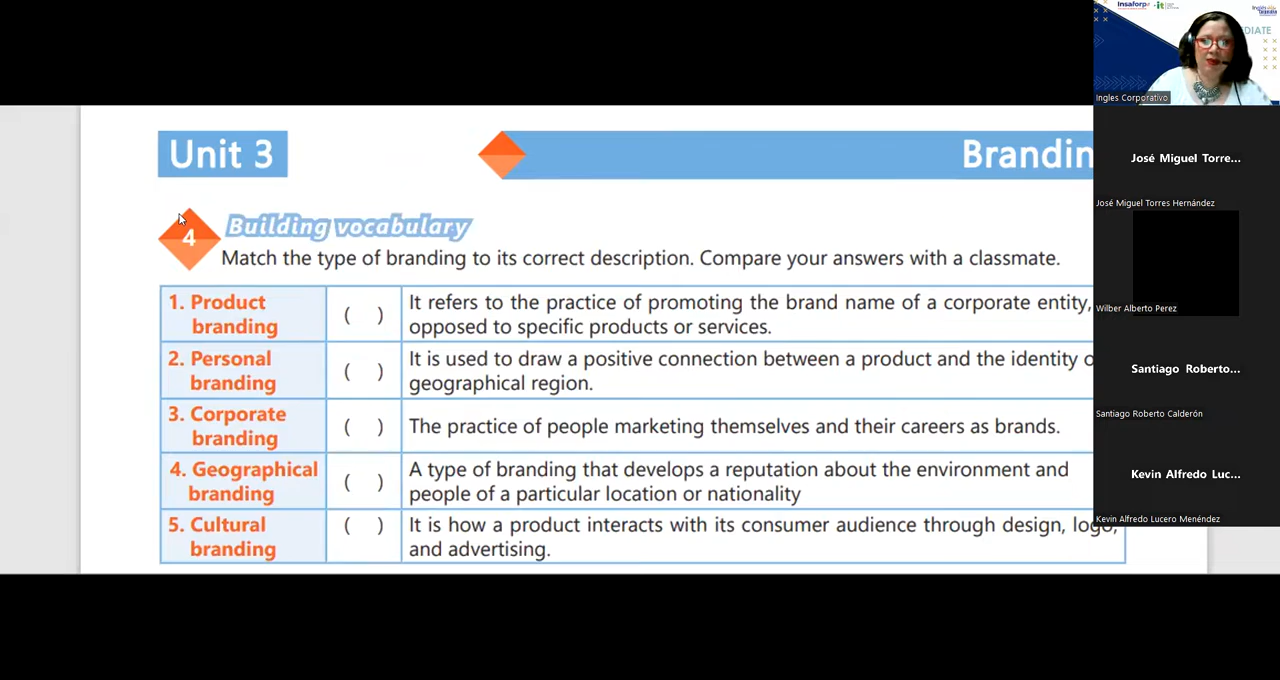 Unit 3
Brandin
4
Building vocabulary
Match the type of branding to its correct description. Compare your answers with a classmate.
1. Product branding
( )
It refers to the practice of promoting the brand name of a corporate entity,
opposed to specific products or services.
2. Personal branding
( )
It is used to draw a positive connection between a product and the identity o
geographical region.
3. Corporate branding
( )
The practice of people marketing themselves and their careers as brands.
4. Geographical branding
( )
A type of branding that develops a reputation about the environment and
people of a particular location or nationality
5. Cultural branding
( )
It is how a product interacts with its consumer audience through design, logo,
and advertising.
Insaforp
it
DIATE
Ingles Corporativo
José Miguel Torre...
José Miguel Torres Hernández
Wilber Alberto Perez
Santiago Roberto...
Santiago Roberto Calderón
Kevin Alfredo Luc...
Kevin Alfredo Lucero Menéndez